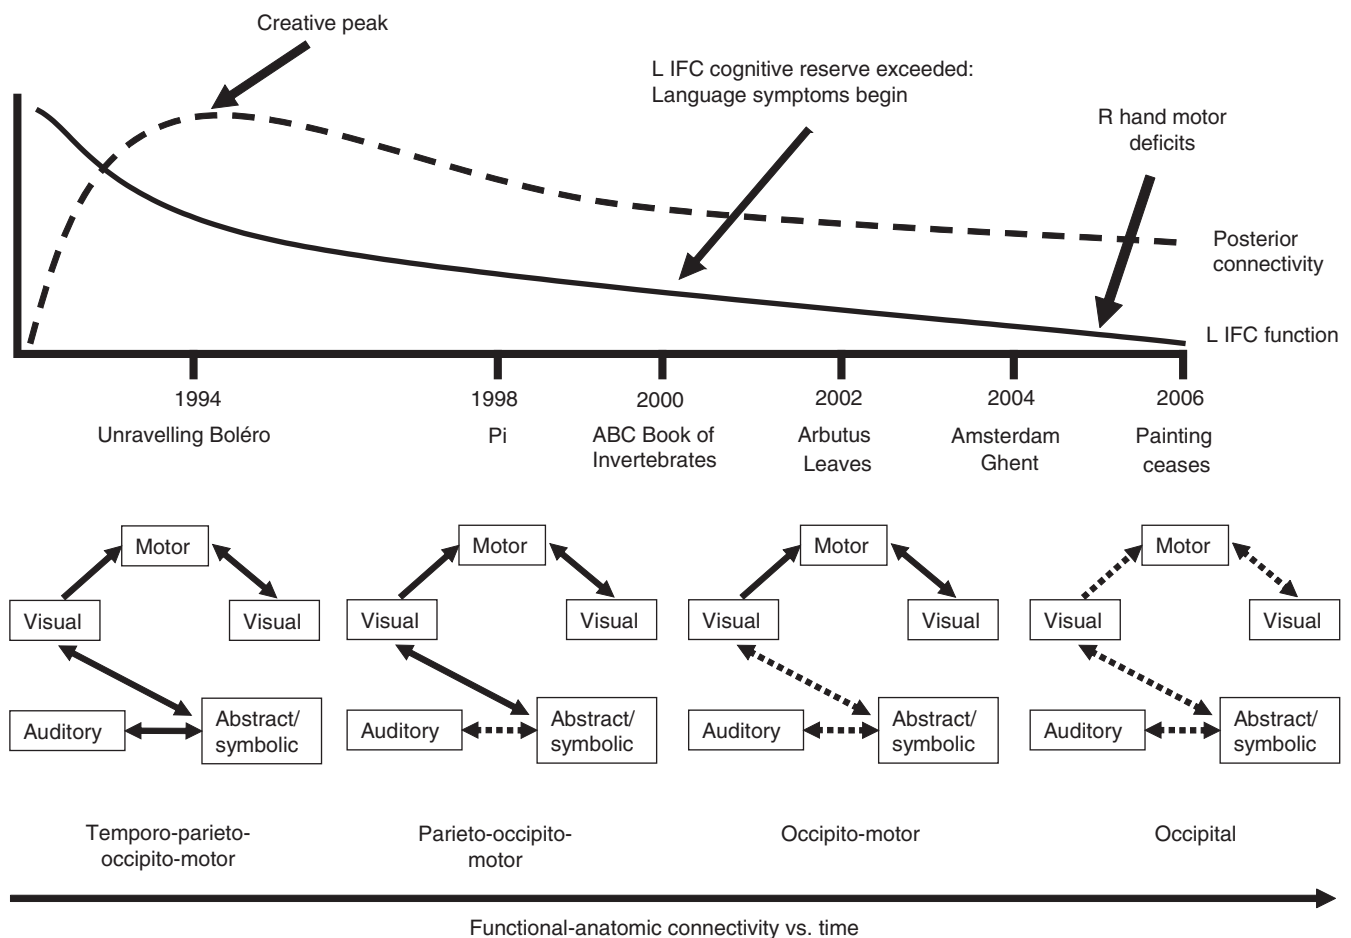 Creative peak
L IFC cognitive reserve exceeded:
Language symptoms begin
R hand motor
deficits
Posterior
connectivity
L IFC function
1994
1998
2000
2002
2004
2006
Unravelling Boléro
Pi
ABC Book of
Invertebrates
Arbutus
Leaves
Amsterdam
Ghent
Painting
ceases
Motor
Visual
Visual
Auditory
Abstract/
symbolic
Motor
Visual
Visual
Auditory
Abstract/
symbolic
Motor
Visual
Visual
Auditory
Abstract/
symbolic
Motor
Visual
Visual
Auditory
Abstract/
symbolic
Temporo-parieto-
occipito-motor
Parieto-occipito-
motor
Occipito-motor
Occipital
Functional-anatomic connectivity vs. time